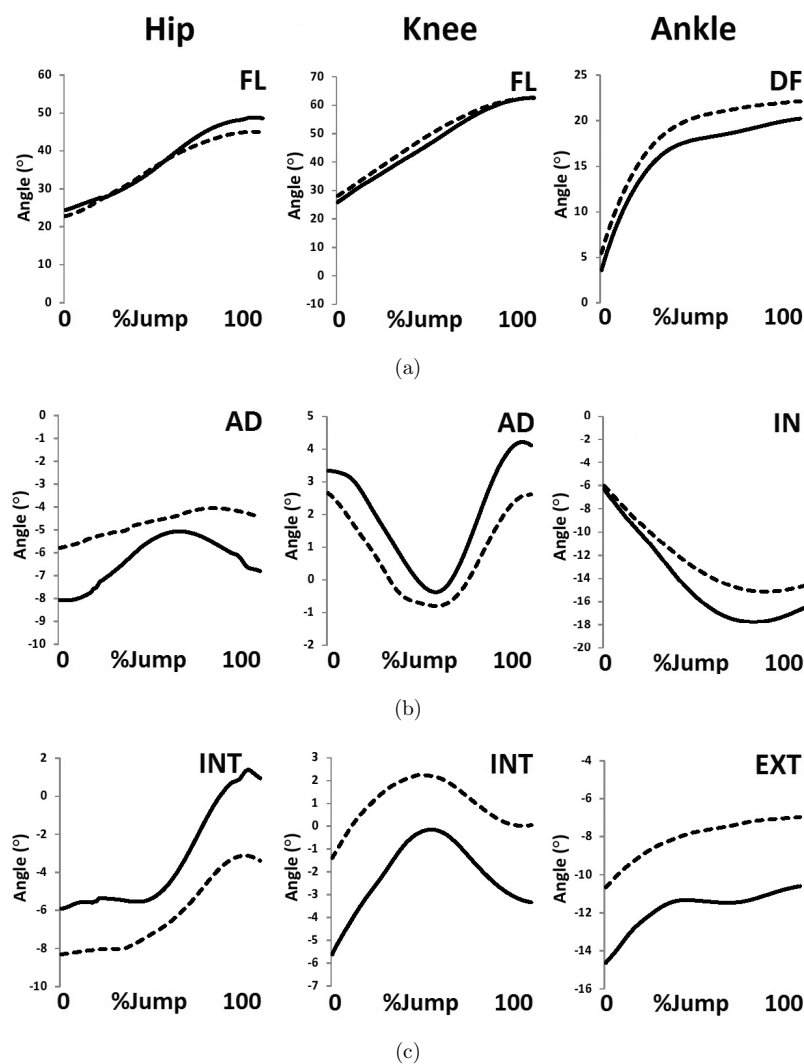 Hip Knee Ankle
FL
60
50
40
30
20
10
0
Angle (°)
0 %Jump 100
FL
70
60
50
40
30
20
10
0
-10
Angle (°)
0 %Jump 100
DF
25
20
15
10
5
0
Angle (°)
0 %Jump 100
(a)
AD
0
-1
-2
-3
-4
-5
-6
-7
-8
-9
-10
Angle (°)
0 %Jump 100
AD
5
4
3
2
1
0
-1
-2
Angle (°)
0 %Jump 100
IN
0
-2
-4
-6
-8
-10
-12
-14
-16
-18
-20
Angle (°)
0 %Jump 100
(b)
INT
2
0
-2
-4
-6
-8
-10
Angle (°)
0 %Jump 100
INT
3
2
1
0
-1
-2
-3
-4
-5
-6
-7
Angle (°)
0 %Jump 100
EXT
-4
-6
-8
-10
-12
-14
-16
Angle (°)
0 %Jump 100
(c)